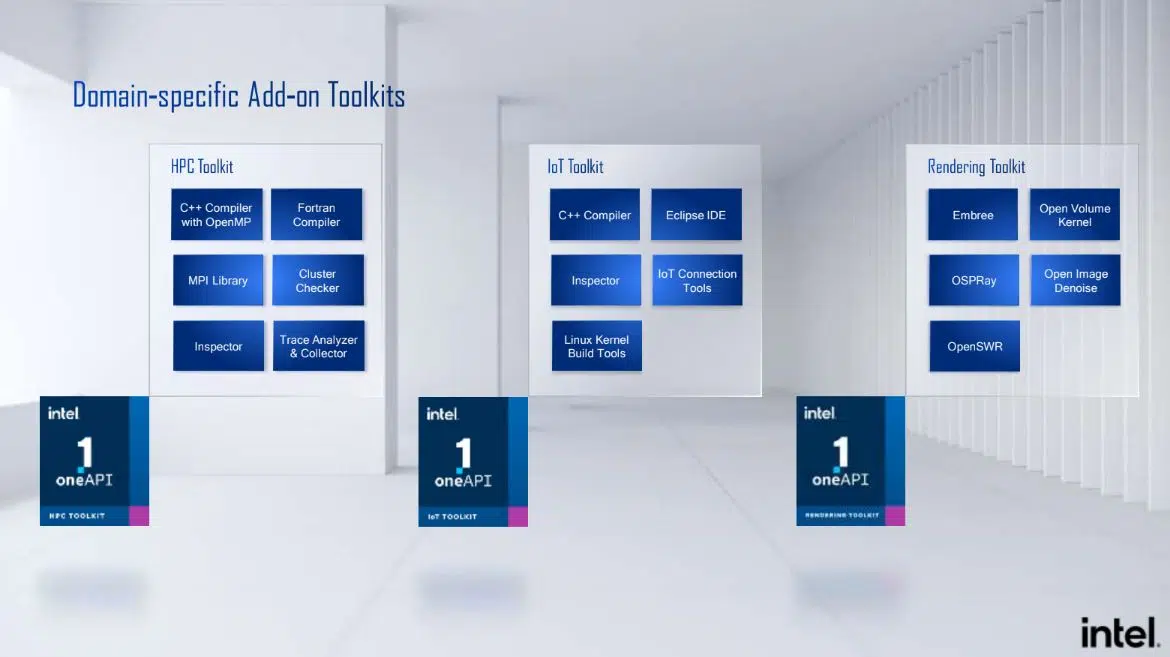 Domain-specific Add-on Toolkits
HPC Toolkit
C++ Compiler
with OpenMP
Fortran
Compiler
MPI Library
Cluster
Checker
Inspector
Trace Analyzer
& Collector
IoT Toolkit
C++ Compiler
Eclipse IDE
Inspector
IoT Connection
Tools
Linux Kernel
Build Tools
Rendering Toolkit
Embree
Open Volume
Kernel
OSPRay
Open Image
Denoise
OpenSWR
intel.
1
oneAPI
HPC TOOLKIT
intel.
1
oneAPI
IoT TOOLKIT
intel.
1
oneAPI
RENDERING TOOLKIT
intel.